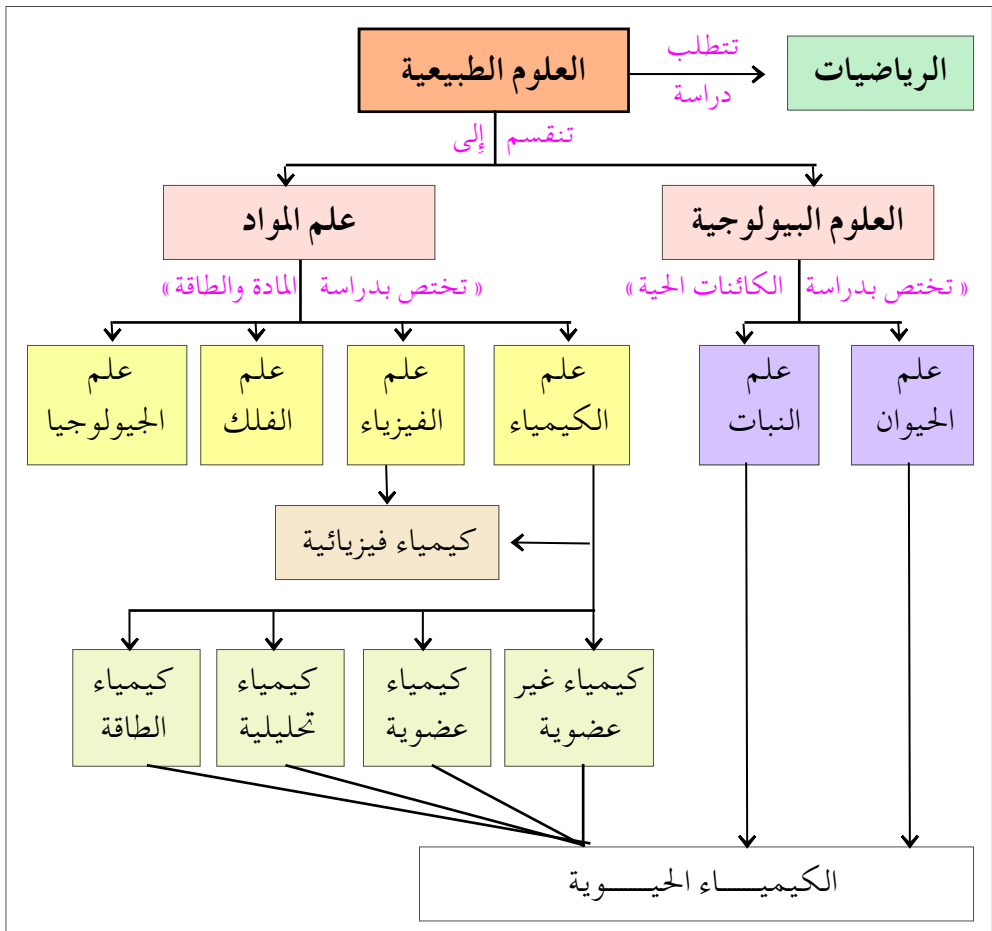 العلوم الطبيعية
تتطلب
دراسة
الرياضيات
تنقسم إِلى
العلوم البيولوجية
علم المواد
« تختص بدراسة الكائنات الحية »
« تختص بدراسة المادة والطاقة »
علم
الحيوان
علم
النبات
علم
الكيمياء
علم
الفيزياء
علم
الفلك
علم
الجيولوجيا
كيمياء فيزيائية
كيمياء غير
عضوية
كيمياء
عضوية
كيمياء
تحليلية
كيمياء
الطاقة
الكيميـــــاء الحيـــــوية